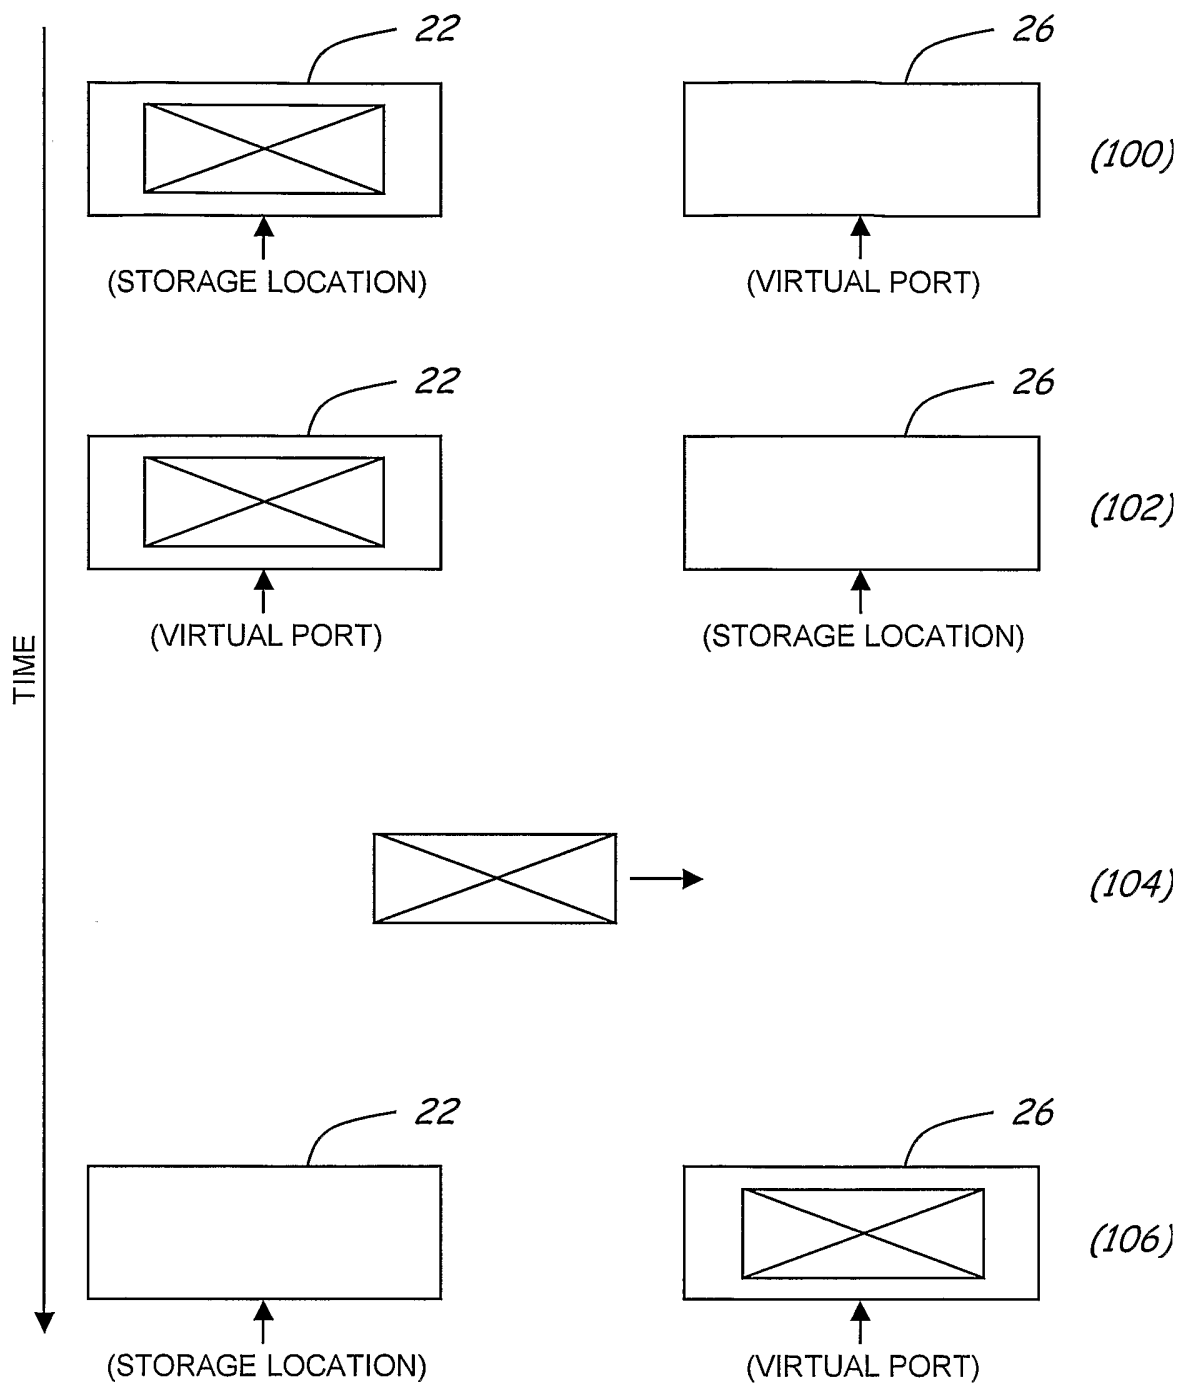 22
26
(100)
(STORAGE LOCATION)
(VIRTUAL PORT)
22
26
(102)
(VIRTUAL PORT)
(STORAGE LOCATION)
TIME
(104)
22
26
(106)
(STORAGE LOCATION)
(VIRTUAL PORT)